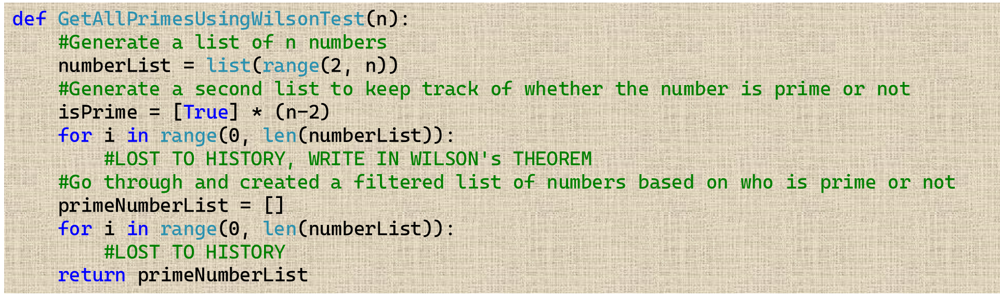 def GetAllPrimesUsingWilsonTest(n):
    #Generate a list of n numbers
    numberList = list(range(2, n))
    #Generate a second list to keep track of whether the number is prime or not
    isPrime = [True] * (n-2)
    for i in range(0, len(numberList)):
        #LOST TO HISTORY, WRITE IN WILSON's THEOREM
    #Go through and created a filtered list of numbers based on who is prime or not
    primeNumberList = []
    for i in range(0, len(numberList)):
        #LOST TO HISTORY
    return primeNumberList